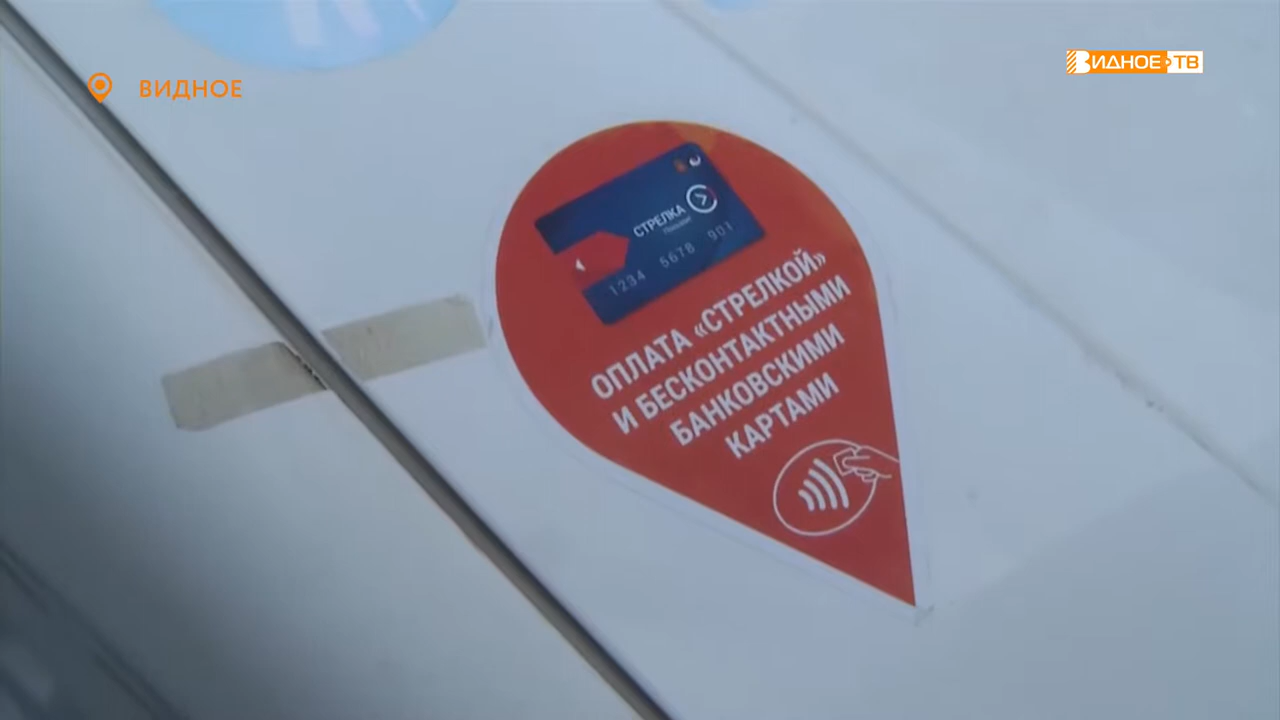 ВИДНОЕ
ВИДНОЕ ТВ
СТРЕЛКА
1234 5678 901
ОПЛАТА «СТРЕЛКОЙ»
И БЕСКОНТАКТНЫМИ
БАНКОВСКИМИ
КАРТАМИ